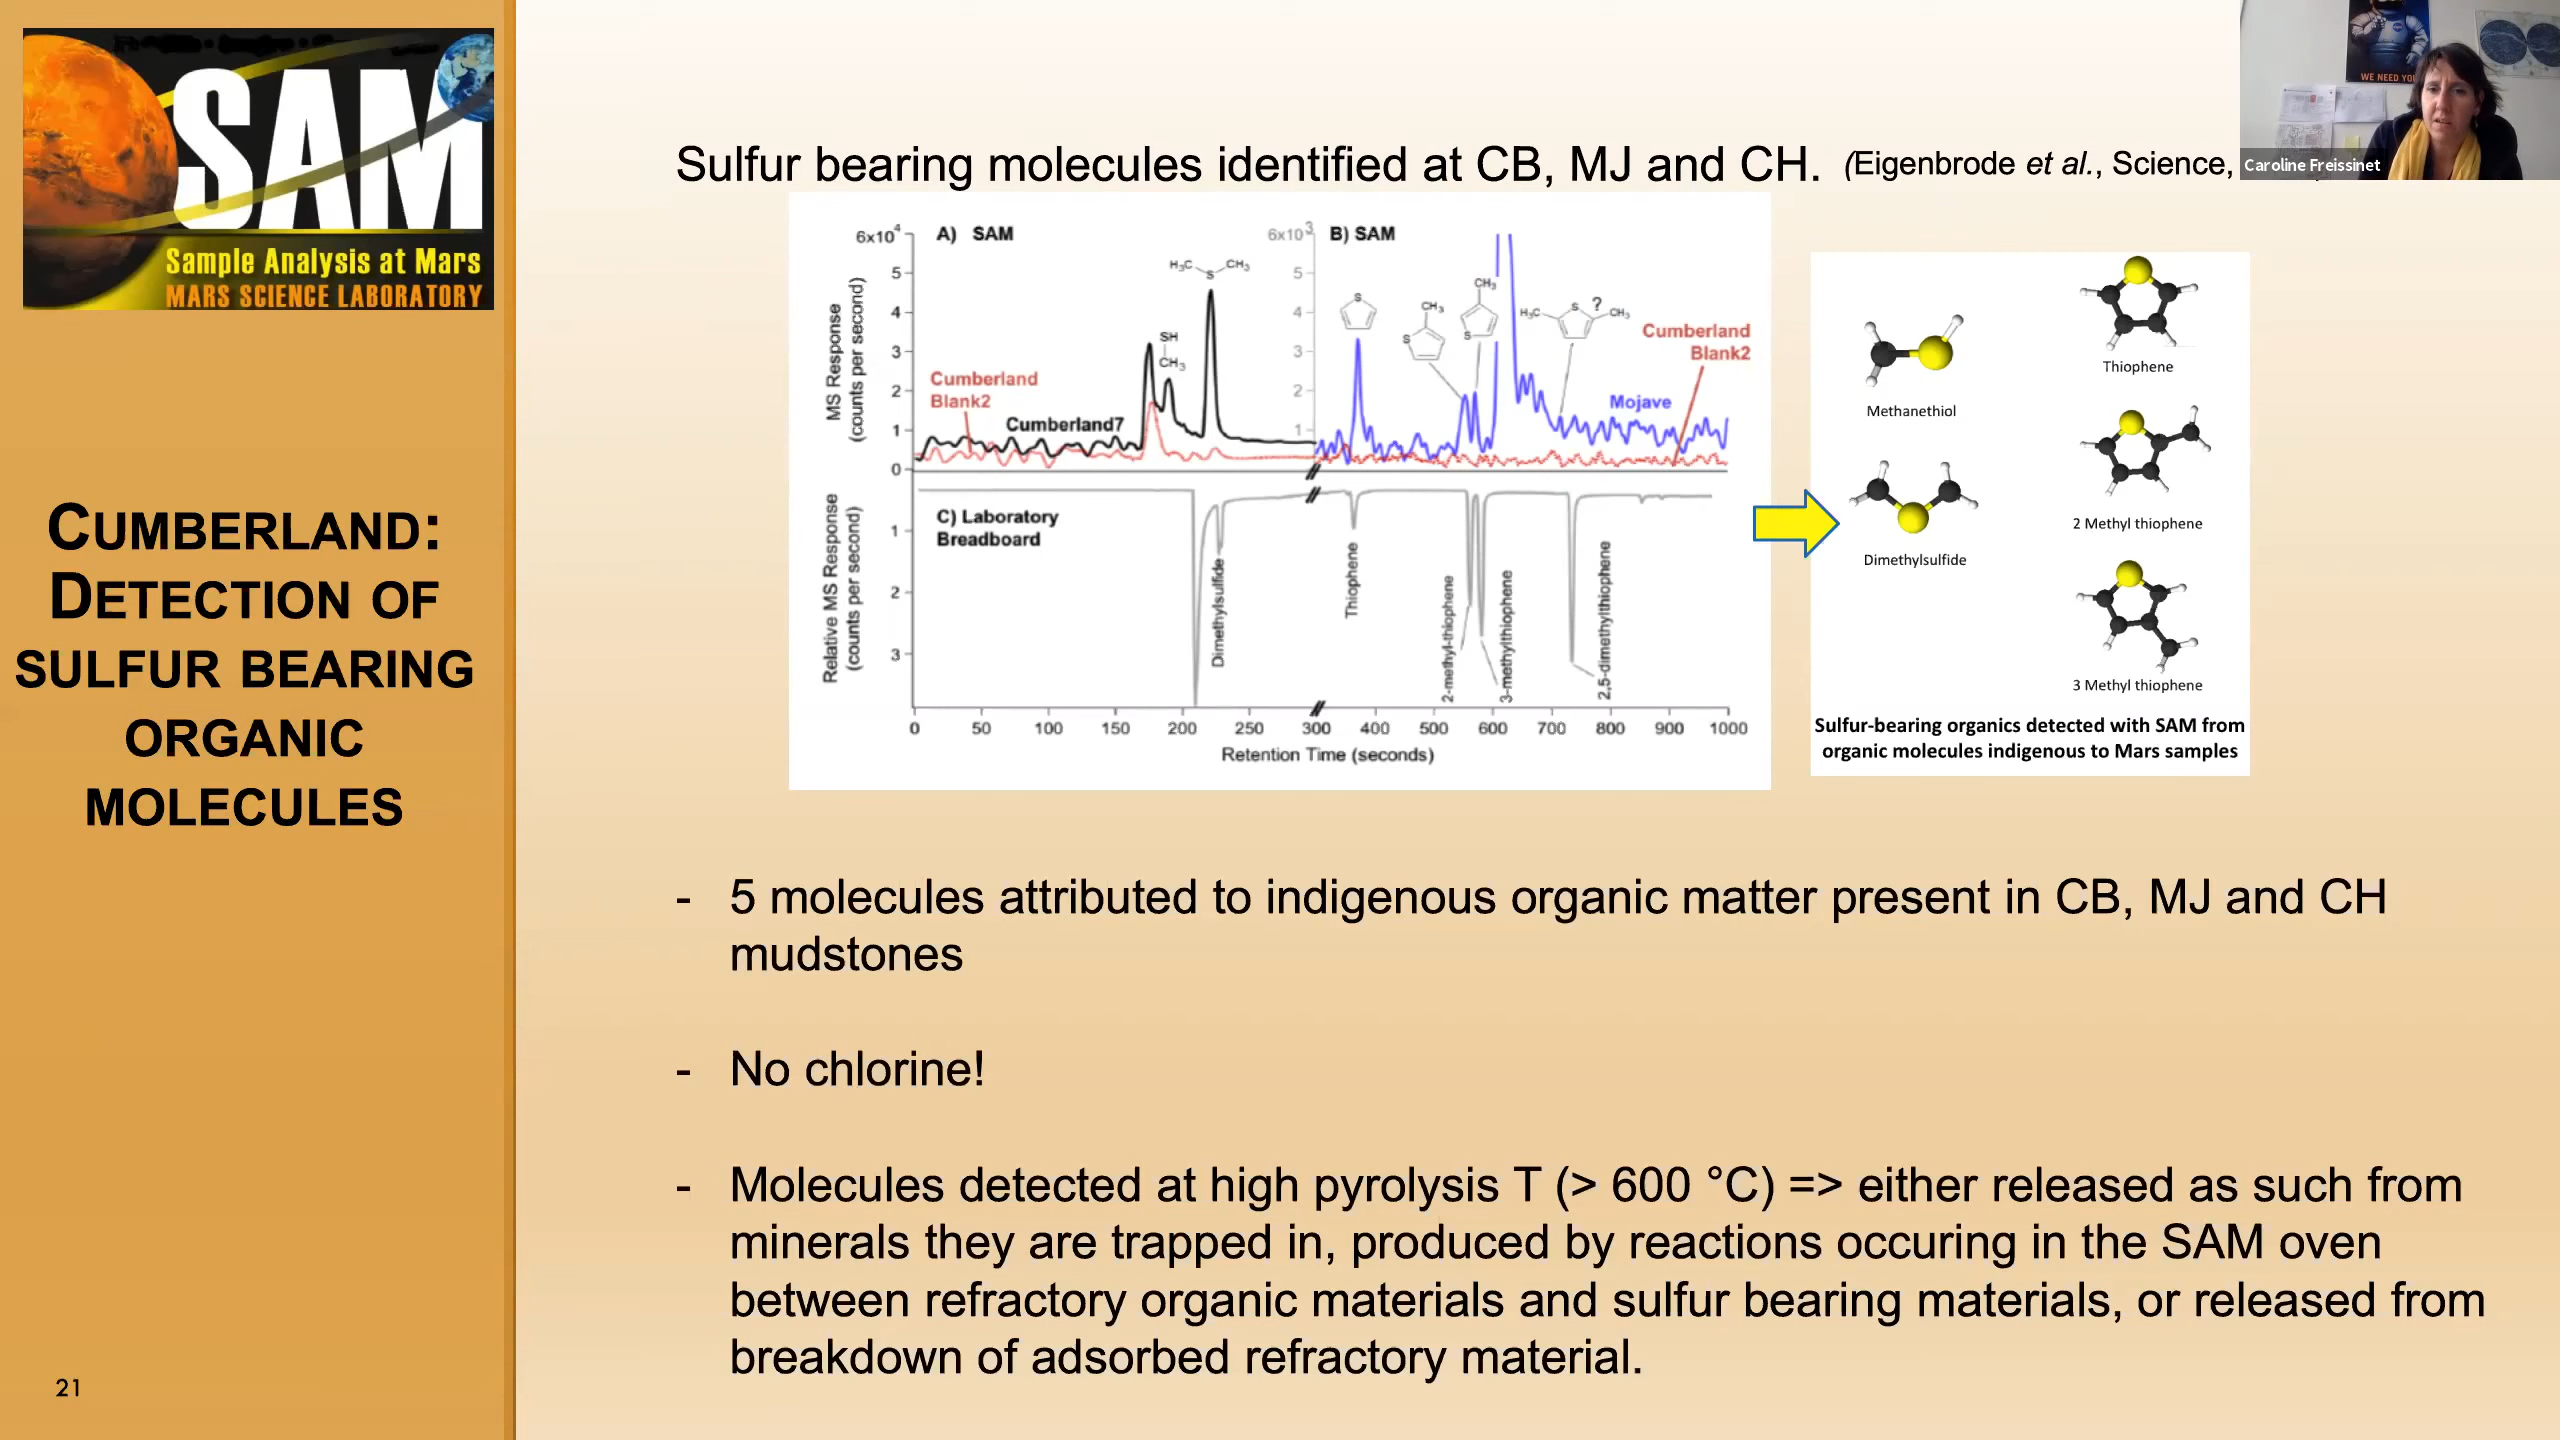 SAM
Sample Analysis at Mars
MARS SCIENCE LABORATORY
CUMBERLAND:
DETECTION OF
SULFUR BEARING
ORGANIC
MOLECULES
21
Sulfur bearing molecules identified at CB, MJ and CH. (Eigenbrode et al., Science,
WE NEED YOU
Caroline Freissinet
6x10⁴
A) SAM
5
4
3
2
1
0
MS Response
(counts per second)
H₃C S CH₃
SH
CH₃
Cumberland
Blank2
Cumberland7
6x10³
B) SAM
5
4
3
2
1
S
CH₃
S
CH₃
S
H₃C S CH₃
?
Cumberland
Blank2
Mojave
C) Laboratory
Breadboard
Relative MS Response
(counts per second)
1
2
3
Dimethylsulfide
Thiophene
2-methyl-thiophene
3-methylthiophene
2,5-dimethylthiophene
0 50 100 150 200 250 300 400 500 600 700 800 900 1000
Retention Time (seconds)
Methanethiol
Thiophene
2 Methyl thiophene
Dimethylsulfide
3 Methyl thiophene
Sulfur-bearing organics detected with SAM from
organic molecules indigenous to Mars samples
- 5 molecules attributed to indigenous organic matter present in CB, MJ and CH
mudstones
- No chlorine!
- Molecules detected at high pyrolysis T (> 600 °C) => either released as such from
minerals they are trapped in, produced by reactions occuring in the SAM oven
between refractory organic materials and sulfur bearing materials, or released from
breakdown of adsorbed refractory material.